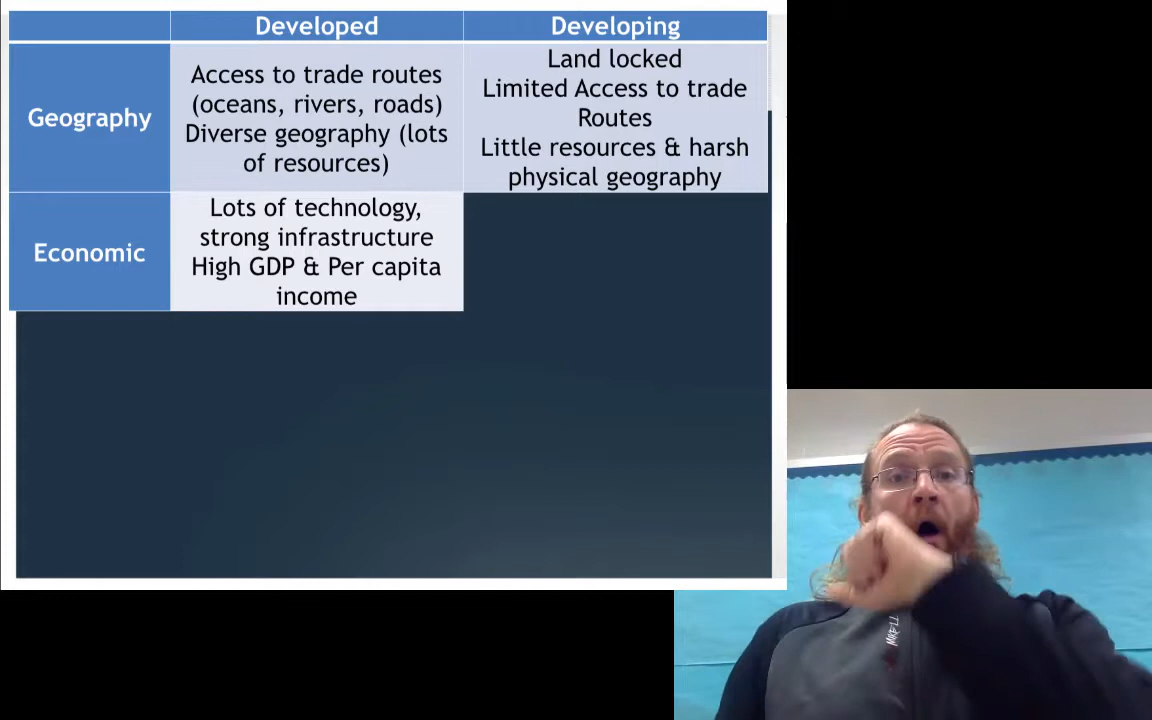 Developed
Developing
Geography
Access to trade routes
(oceans, rivers, roads)
Diverse geography (lots
of resources)
Land locked
Limited Access to trade
Routes
Little resources & harsh
physical geography
Economic
Lots of technology,
strong infrastructure
High GDP & Per capita
income